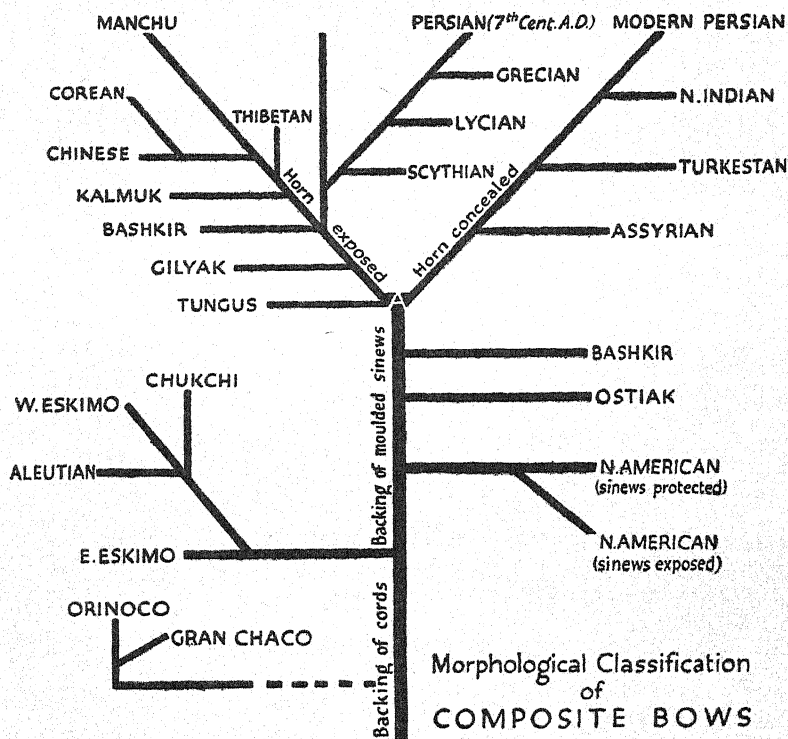 MANCHU
PERSIAN (7th Cent. A.D.)
MODERN PERSIAN
COREAN
GRECIAN
N. INDIAN
THIBETAN
LYCIAN
CHINESE
SCYTHIAN
TURKESTAN
KALMUK
Horn exposed
Horn concealed
BASHKIR
ASSYRIAN
GILYAK
TUNGUS
A
BASHKIR
CHUKCHI
OSTIAK
W. ESKIMO
Backing of moulded sinews
ALEUTIAN
N. AMERICAN
(sinews protected)
E. ESKIMO
N. AMERICAN
(sinews exposed)
ORINOCO
GRAN CHACO
Backing of cords
Morphological Classification
of
COMPOSITE BOWS